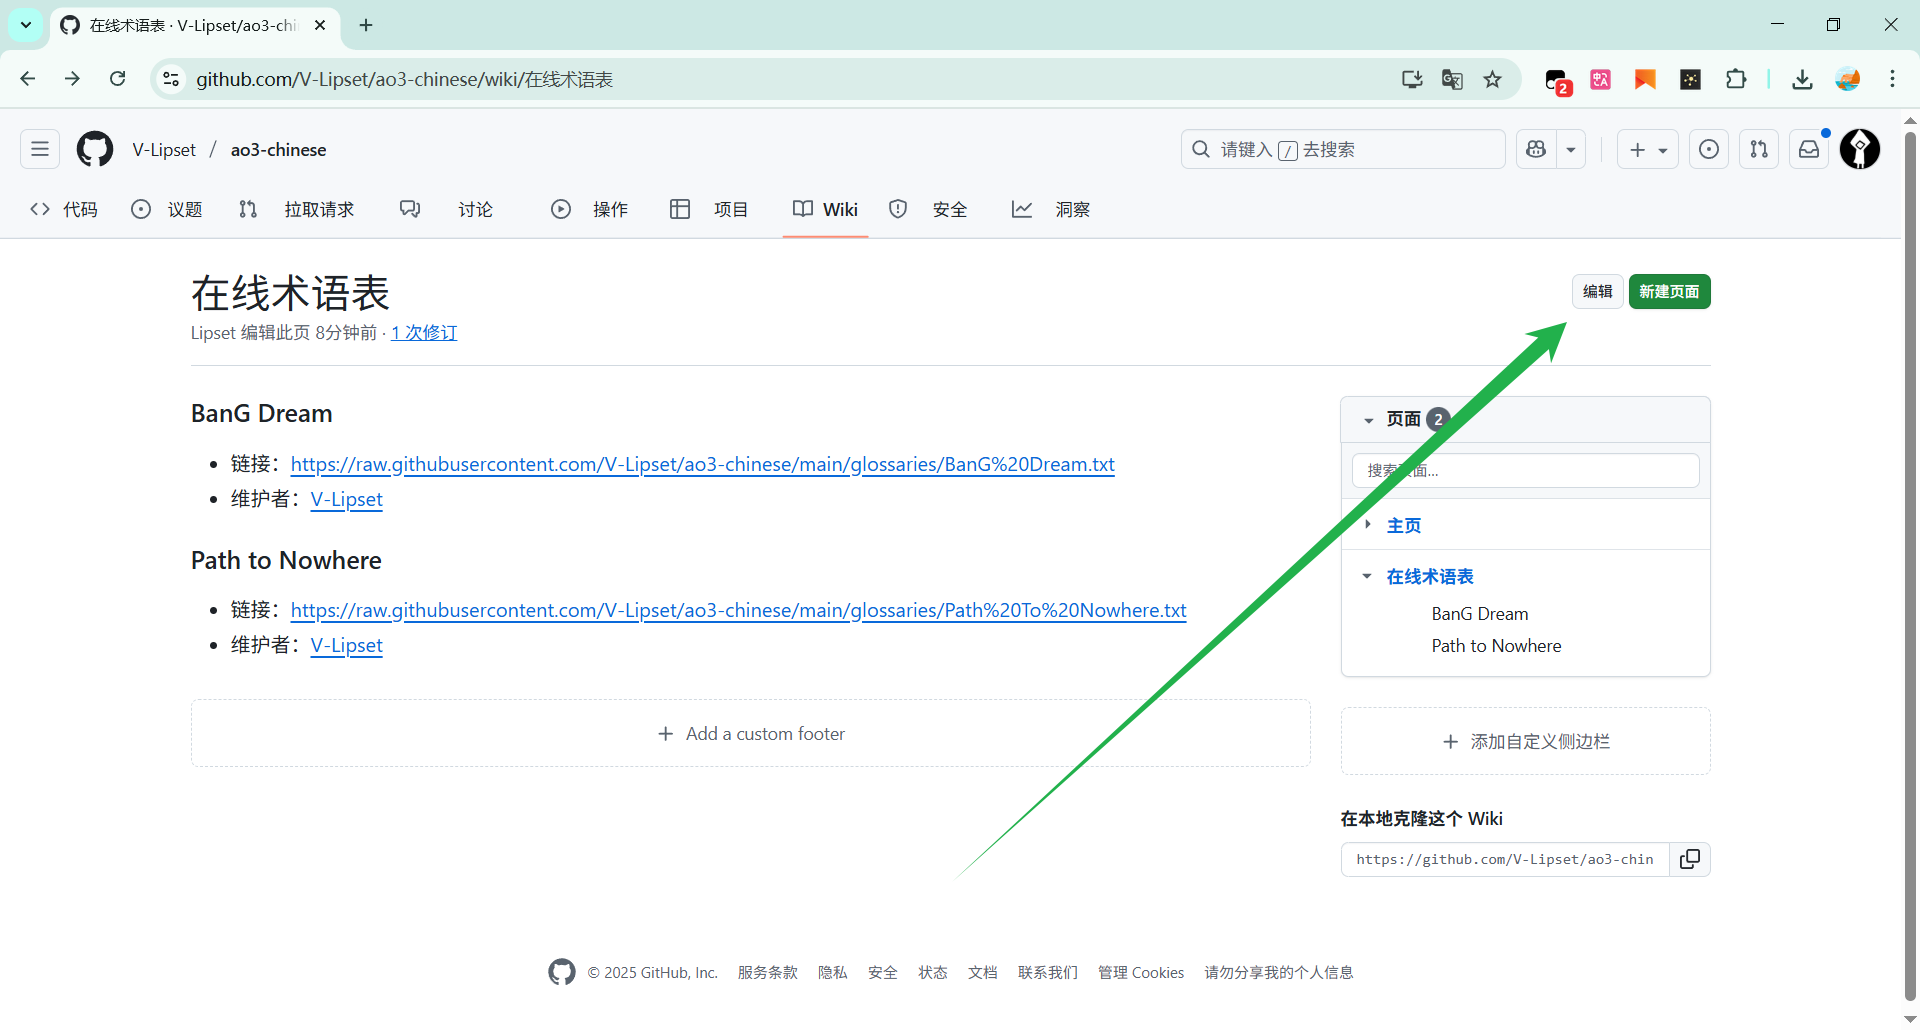 在线术语表 · V-Lipset/ao3-chi
github.com/V-Lipset/ao3-chinese/wiki/在线术语表
2
V-Lipset / ao3-chinese
请键入 / 去搜索
代码 议题 拉取请求 讨论 操作 项目 Wiki 安全 洞察
在线术语表
编辑 新建页面
Lipset 编辑此页 8分钟前 · 1 次修订
BanG Dream
链接：https://raw.githubusercontent.com/V-Lipset/ao3-chinese/main/glossaries/BanG%20Dream.txt
维护者：V-Lipset
Path to Nowhere
链接：https://raw.githubusercontent.com/V-Lipset/ao3-chinese/main/glossaries/Path%20To%20Nowhere.txt
维护者：V-Lipset
Add a custom footer
页面 2
搜索页面...
主页
在线术语表
BanG Dream
Path to Nowhere
添加自定义侧边栏
在本地克隆这个 Wiki
https://github.com/V-Lipset/ao3-chin
© 2025 GitHub, Inc. 服务条款 隐私 安全 状态 文档 联系我们 管理 Cookies 请勿分享我的个人信息